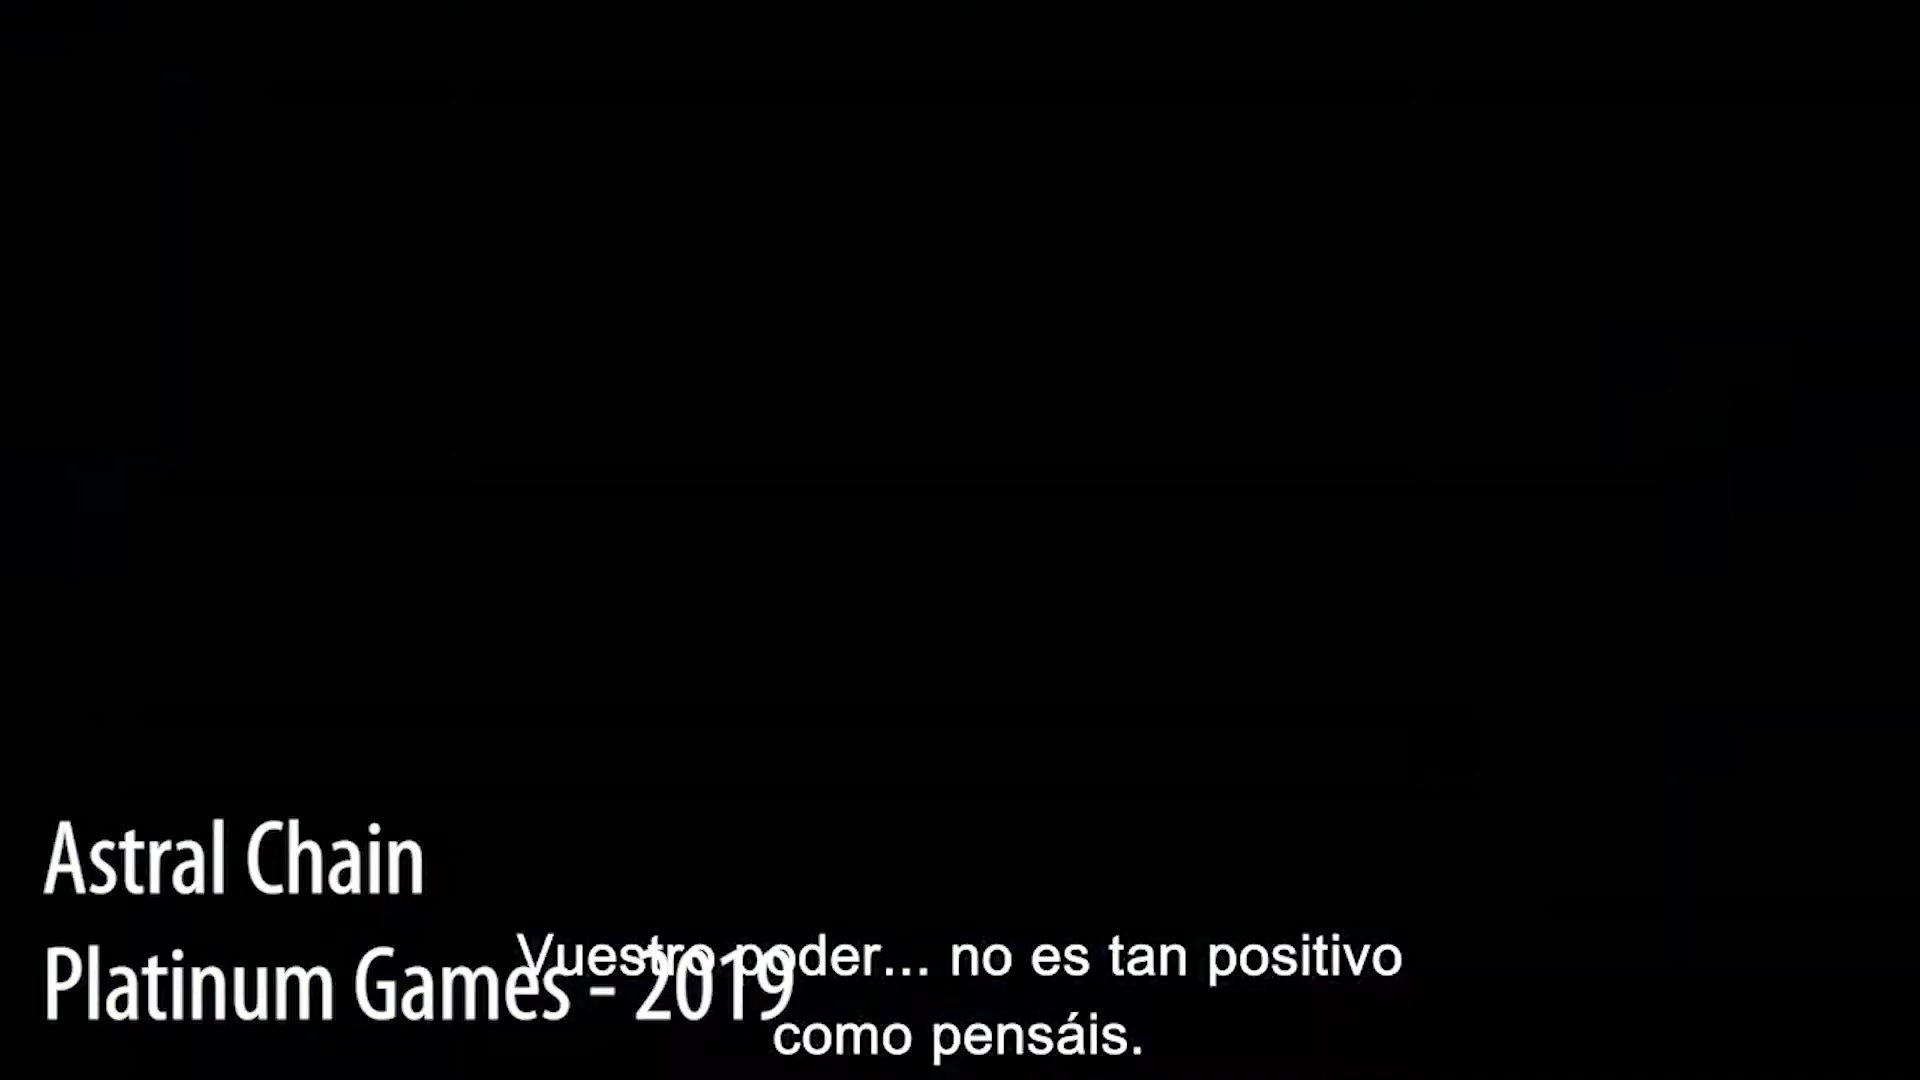 Astral Chain
Platinum Games - 2019
Vuestro poder... no es tan positivo
como pensáis.